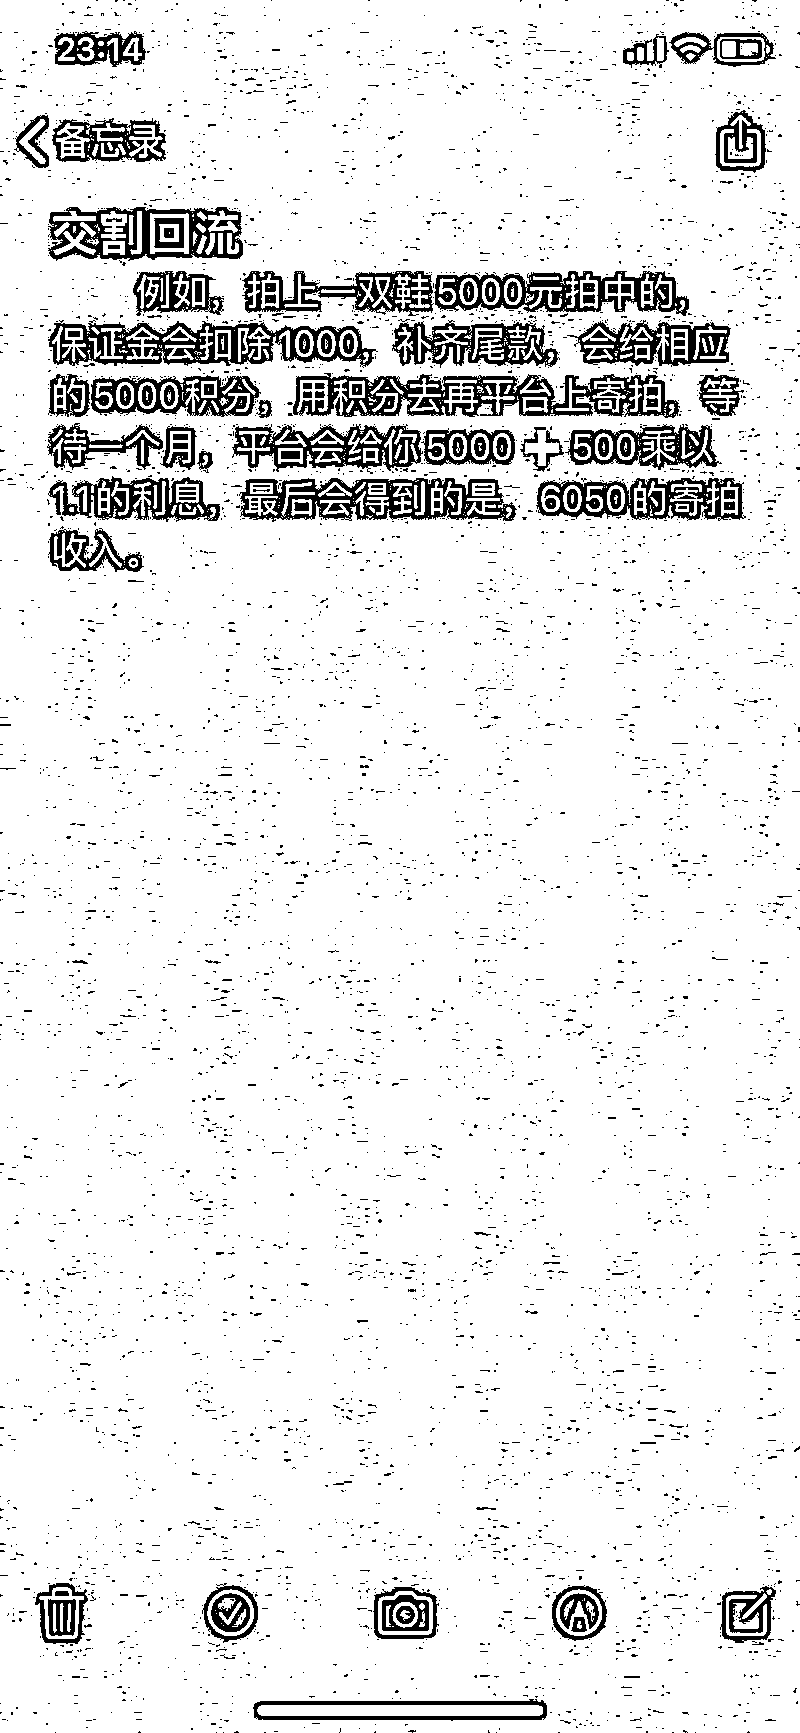 23:14
备忘录
交割回流
例如，拍上一双鞋5000元拍中的，
保证金会扣除1000，补齐尾款，会给相应
的5000积分，用积分去再平台上寄拍，等
待一个月，平台会给你5000➕500乘以
1.1的利息，最后会得到的是，6050的寄拍
收入。